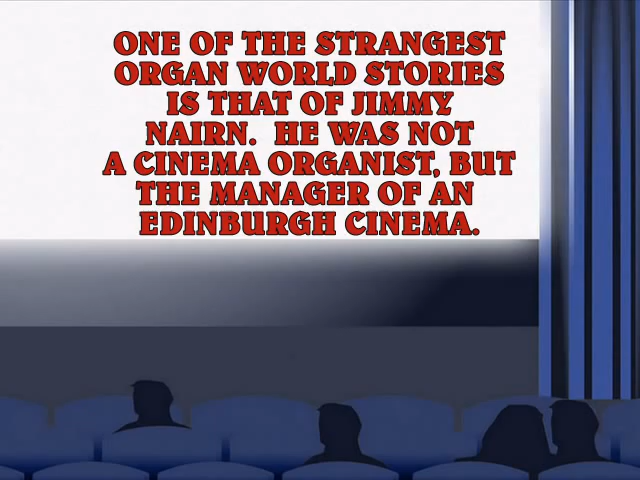 ONE OF THE STRANGEST
ORGAN WORLD STORIES
IS THAT OF JIMMY
NAIRN. HE WAS NOT
A CINEMA ORGANIST, BUT
THE MANAGER OF AN
EDINBURGH CINEMA.